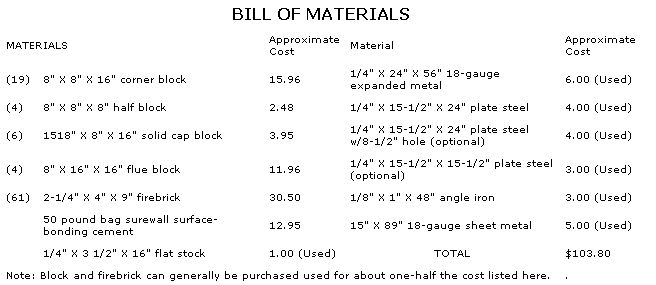 BILL OF MATERIALS
MATERIALS Approximate Cost Material Approximate Cost
(19) 8" X 8" X 16" corner block 15.96 1/4" X 24" X 56" 18-gauge expanded metal 6.00 (Used)
(4) 8" X 8" X 8" half block 2.48 1/4" X 15-1/2" X 24" plate steel 4.00 (Used)
(6) 1518" X 8" X 16" solid cap block 3.95 1/4" X 15-1/2" X 24" plate steel w/8-1/2" hole (optional) 4.00 (Used)
(4) 8" X 16" X 16" flue block 11.96 1/4" X 15-1/2" X 15-1/2" plate steel (optional) 3.00 (Used)
(61) 2-1/4" X 4" X 9" firebrick 30.50 1/8" X 1" X 48" angle iron 3.00 (Used)
50 pound bag surewall surface-bonding cement 12.95 15" X 89" 18-gauge sheet metal 5.00 (Used)
1/4" X 3 1/2" X 16" flat stock 1.00 (Used) TOTAL $103.80
Note: Block and firebrick can generally be purchased used for about one-half the cost listed here. .